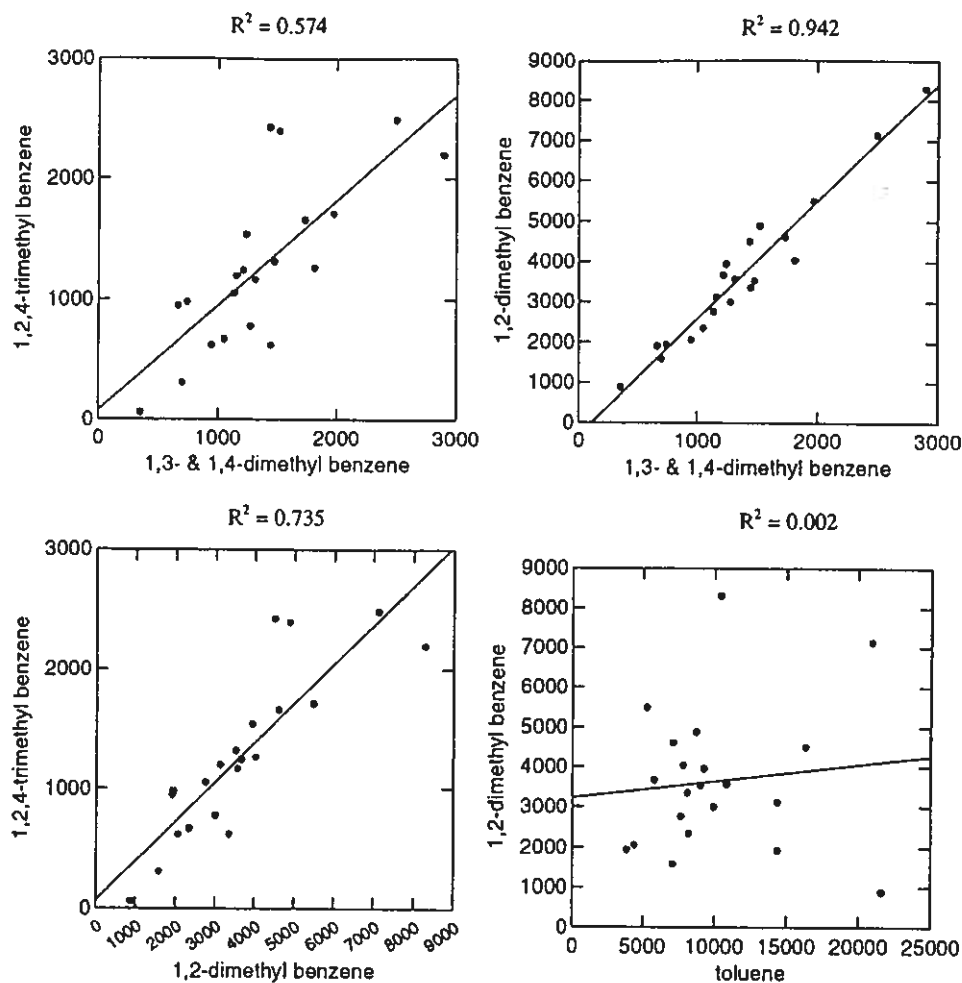 R² = 0.574
3000
2000
1000
0
1,2,4-trimethyl benzene
0 1000 2000 3000
1,3- & 1,4-dimethyl benzene
R² = 0.942
9000
8000
7000
6000
5000
4000
3000
2000
1000
0
1,2-dimethyl benzene
0 1000 2000 3000
1,3- & 1,4-dimethyl benzene
R² = 0.735
3000
2000
1000
0
1,2,4-trimethyl benzene
0 1000 2000 3000 4000 5000 6000 7000 8000 9000
1,2-dimethyl benzene
R² = 0.002
9000
8000
7000
6000
5000
4000
3000
2000
1000
0
1,2-dimethyl benzene
0 5000 10000 15000 20000 25000
toluene